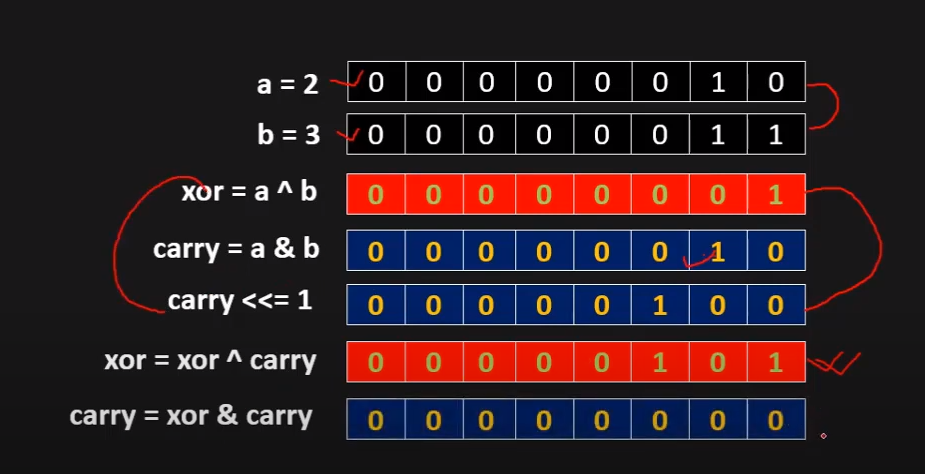 a = 2 0 0 0 0 0 0 1 0
b = 3 0 0 0 0 0 0 1 1
xor = a ^ b 0 0 0 0 0 0 0 1
carry = a & b 0 0 0 0 0 0 1 0
carry <<= 1 0 0 0 0 0 1 0 0
xor = xor ^ carry 0 0 0 0 0 1 0 1
carry = xor & carry 0 0 0 0 0 0 0 0